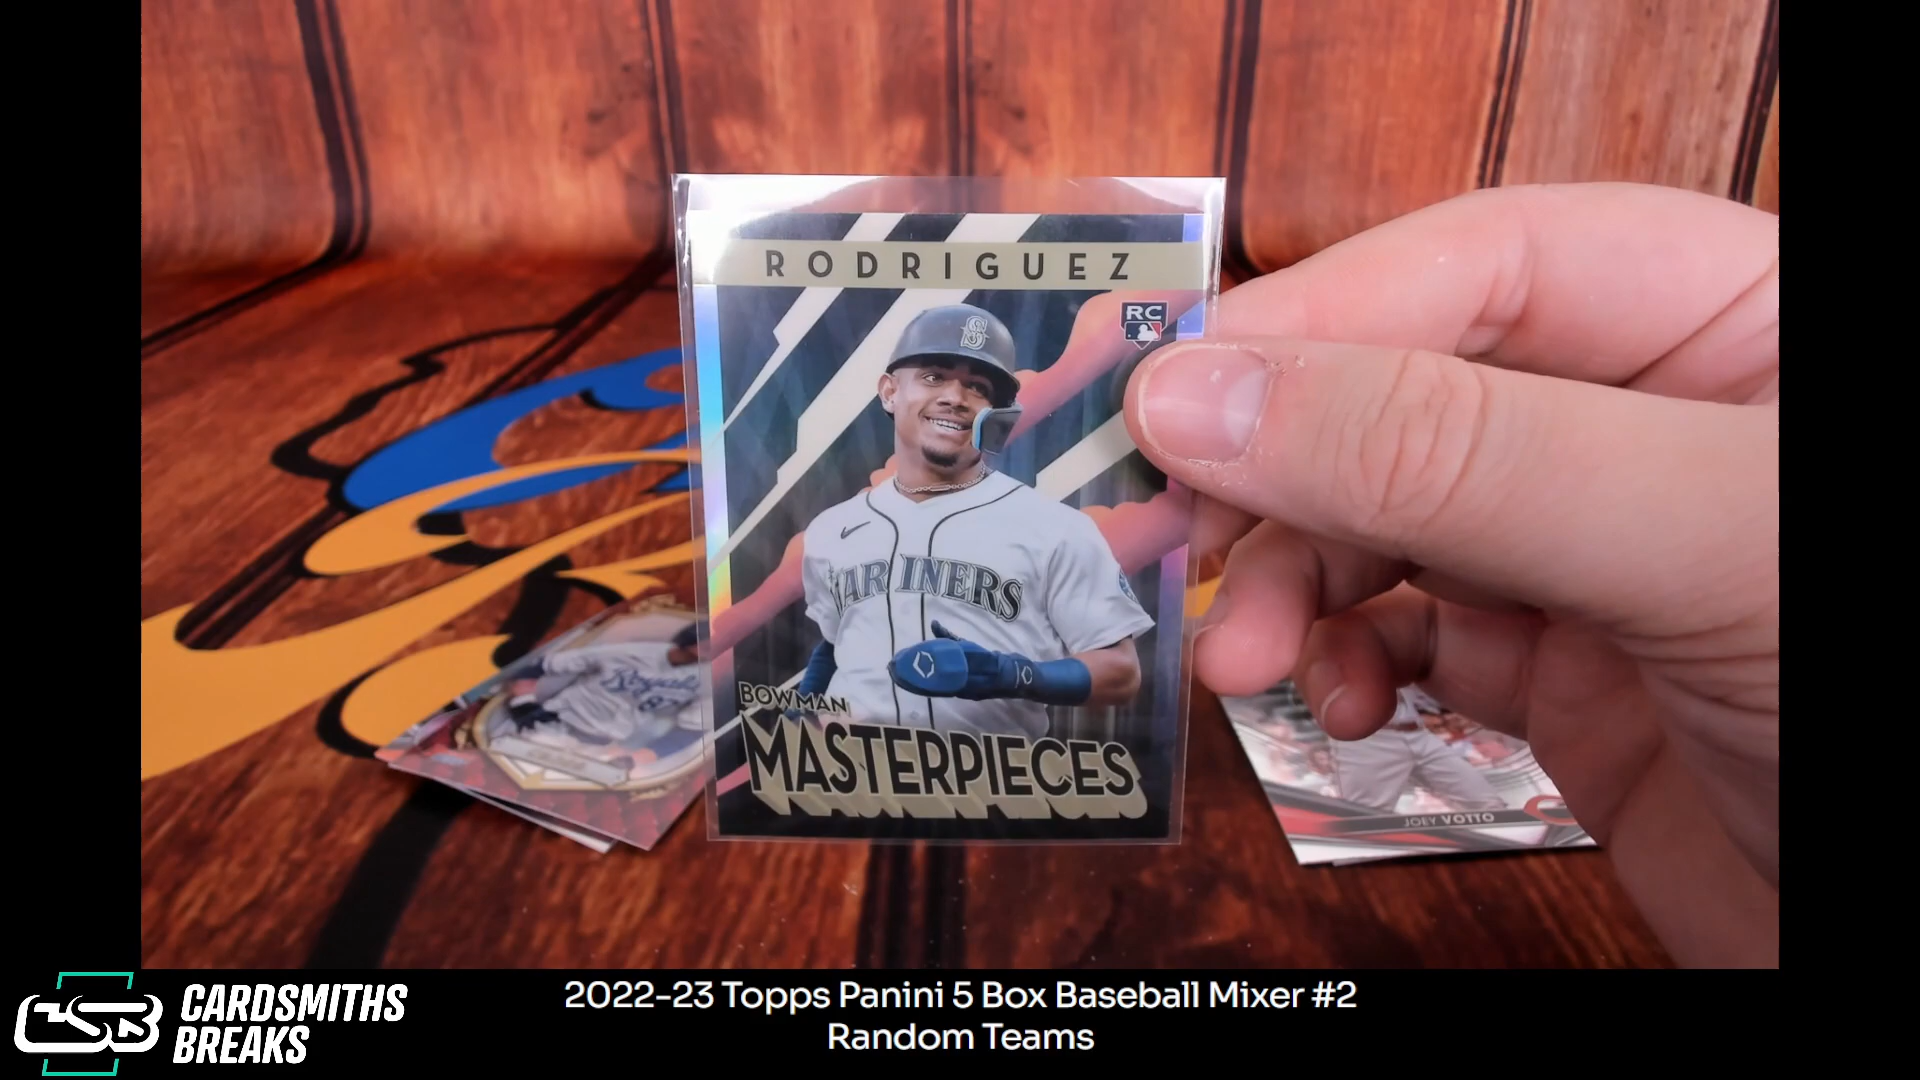 RODRIGUEZ
RC
S
MARINERS
BOWMAN
MASTERPIECES
Royals
JOEY VOTTO
CSB
CARDSMITHS
BREAKS
2022-23 Topps Panini 5 Box Baseball Mixer #2
Random Teams